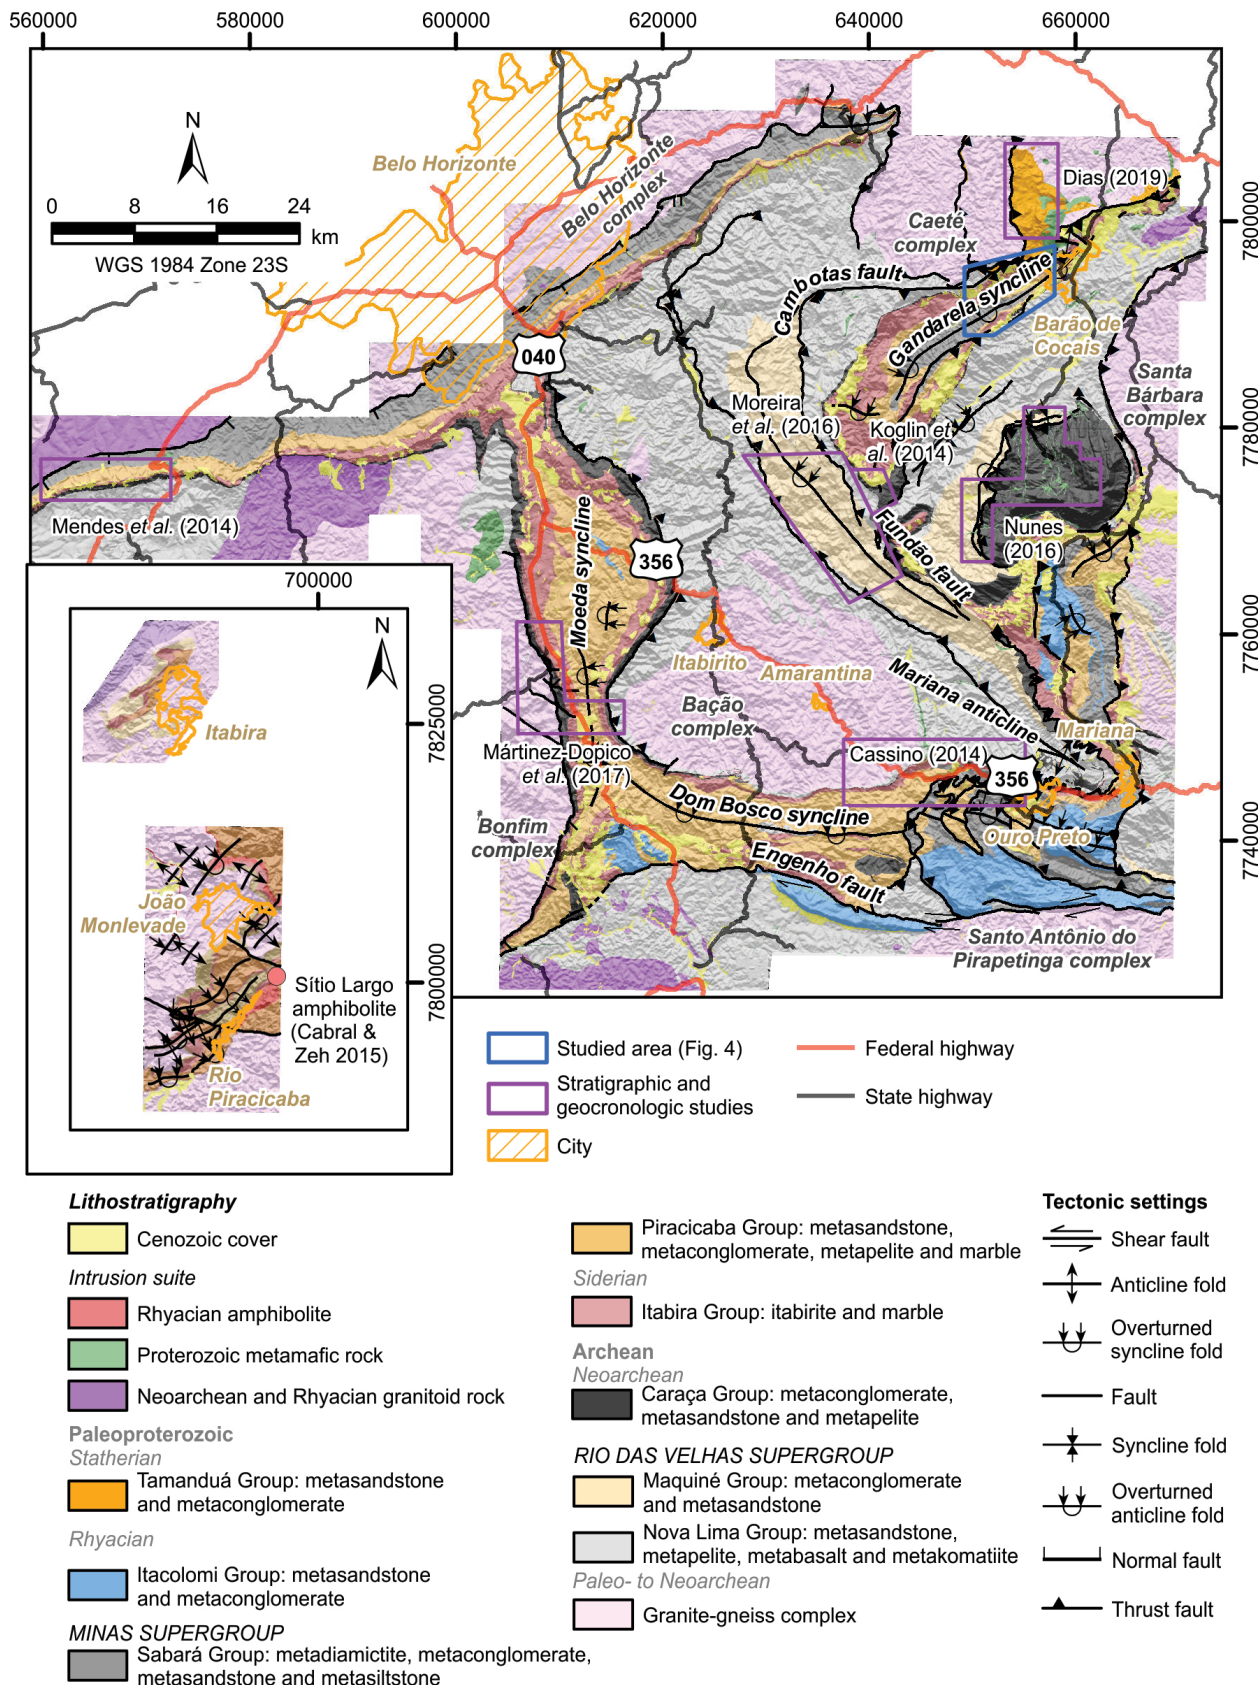 560000
580000
600000
620000
640000
660000
N
Belo Horizonte
Belo Horizonte
complex
Dias (2019)
0
8
16
24
km
WGS 1984 Zone 23S
7800000
Caeté
complex
Cambotas fault
Gandarela syncline
Barão de
Cocais
040
Santa
Bárbara
complex
7780000
Moreira
et al. (2016)
Koglin et
al. (2014)
Mendes et al. (2014)
Nunes
(2016)
Fundão fault
356
Moeda syncline
7760000
Itabirito
Amarantina
Mariana anticline
Bação
complex
Mariana
Mártinez-Dopico
et al. (2017)
Cassino (2014)
356
Dom Bosco syncline
Bonfim
complex
Ouro Preto
7740000
Engenho fault
Santo Antônio do
Pirapetinga complex
700000
N
Itabira
7825000
João
Monlevade
7800000
Sítio Largo
amphibolite
(Cabral &
Zeh 2015)
Rio
Piracicaba
Studied area (Fig. 4)
Federal highway
Stratigraphic and
geocronologic studies
State highway
City
Lithostratigraphy
Cenozoic cover
Intrusion suite
Rhyacian amphibolite
Proterozoic metamafic rock
Neoarchean and Rhyacian granitoid rock
Paleoproterozoic
Statherian
Tamanduá Group: metasandstone
and metaconglomerate
Rhyacian
Itacolomi Group: metasandstone
and metaconglomerate
MINAS SUPERGROUP
Sabará Group: metadiamictite, metaconglomerate,
metasandstone and metasiltstone
Piracicaba Group: metasandstone,
metaconglomerate, metapelite and marble
Siderian
Itabira Group: itabirite and marble
Archean
Neoarchean
Caraça Group: metaconglomerate,
metasandstone and metapelite
RIO DAS VELHAS SUPERGROUP
Maquiné Group: metaconglomerate
and metasandstone
Nova Lima Group: metasandstone,
metapelite, metabasalt and metakomatiite
Paleo- to Neoarchean
Granite-gneiss complex
Tectonic settings
Shear fault
Anticline fold
Overturned
syncline fold
Fault
Syncline fold
Overturned
anticline fold
Normal fault
Thrust fault